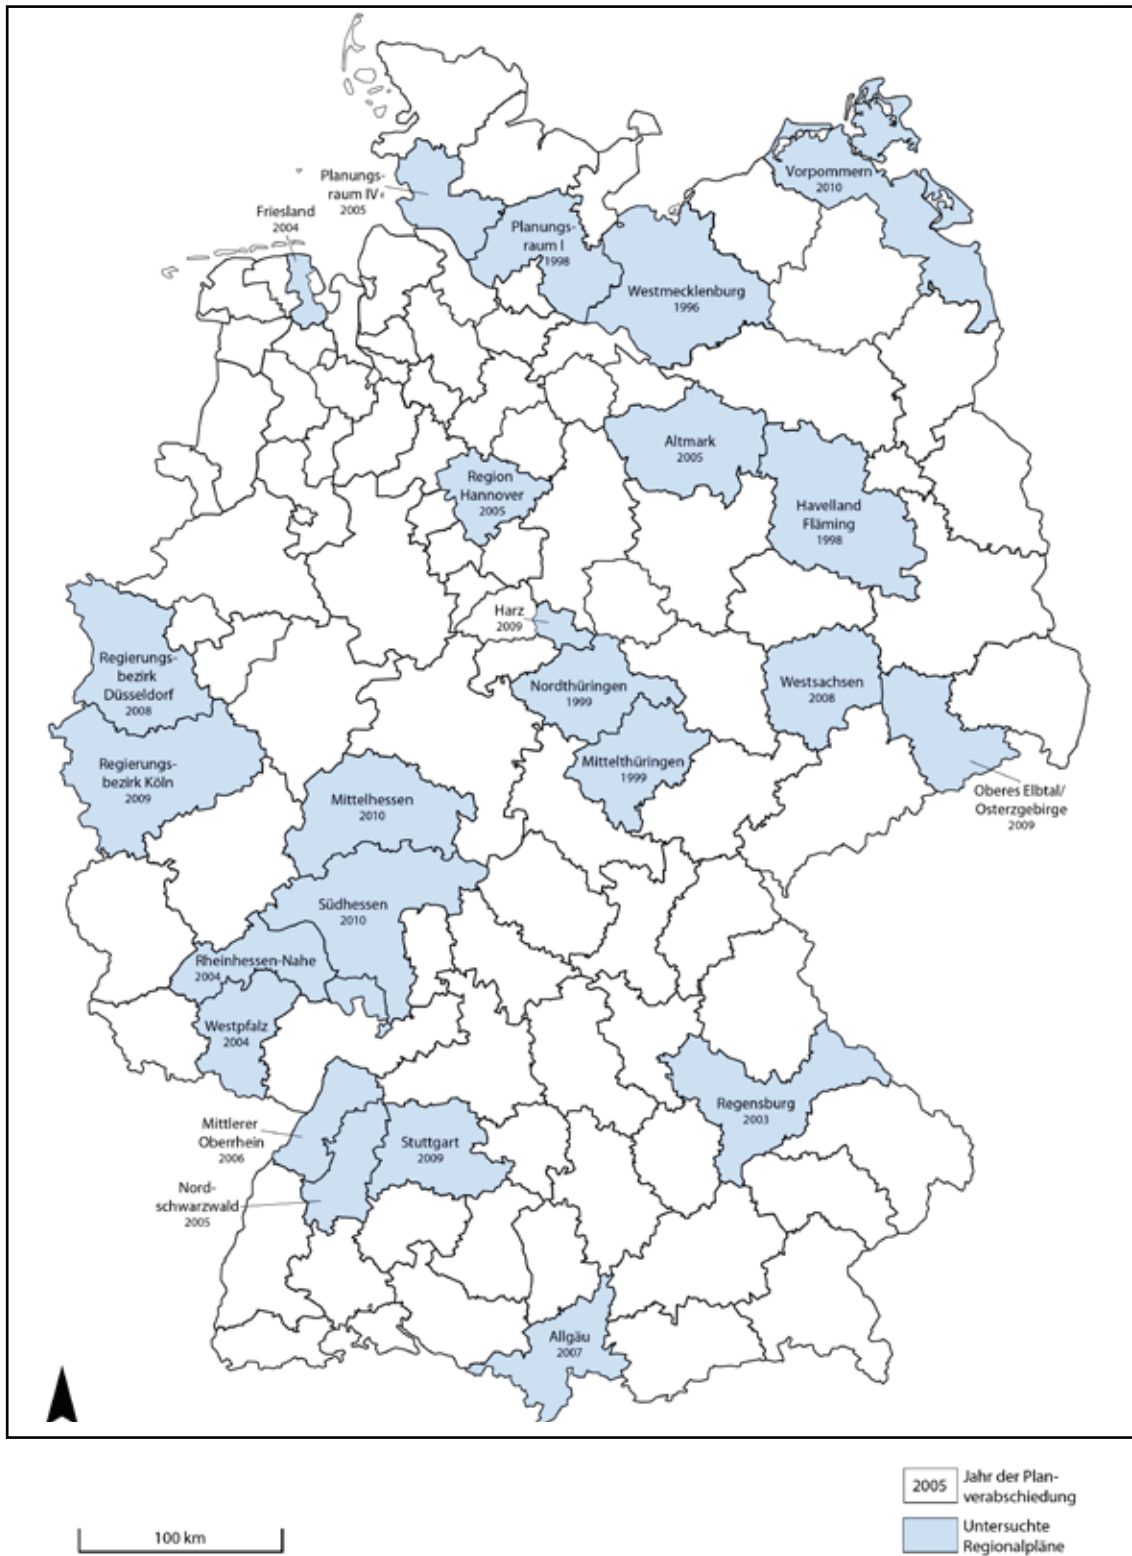 Vorpommern
2010
Planungs-
raum IV
2005
Friesland
2004
Planungs-
raum I
1998
Westmecklenburg
1996
Altmark
2005
Region
Hannover
2005
Havelland
Fläming
1998
Harz
2009
Regierungs-
bezirk
Düsseldorf
2008
Nordthüringen
1999
Westsachsen
2008
Regierungs-
bezirk Köln
2009
Mittelthüringen
1999
Mittelhessen
2010
Oberes Elbtal/
Osterzgebirge
2009
Südhessen
2010
Rheinhessen-Nahe
2004
Westpfalz
2004
Regensburg
2003
Mittlerer
Oberrhein
2006
Stuttgart
2009
Nord-
schwarzwald
2005
Allgäu
2007
100 km
2005
Jahr der Plan-
verabschiedung
Untersuchte
Regionalpläne